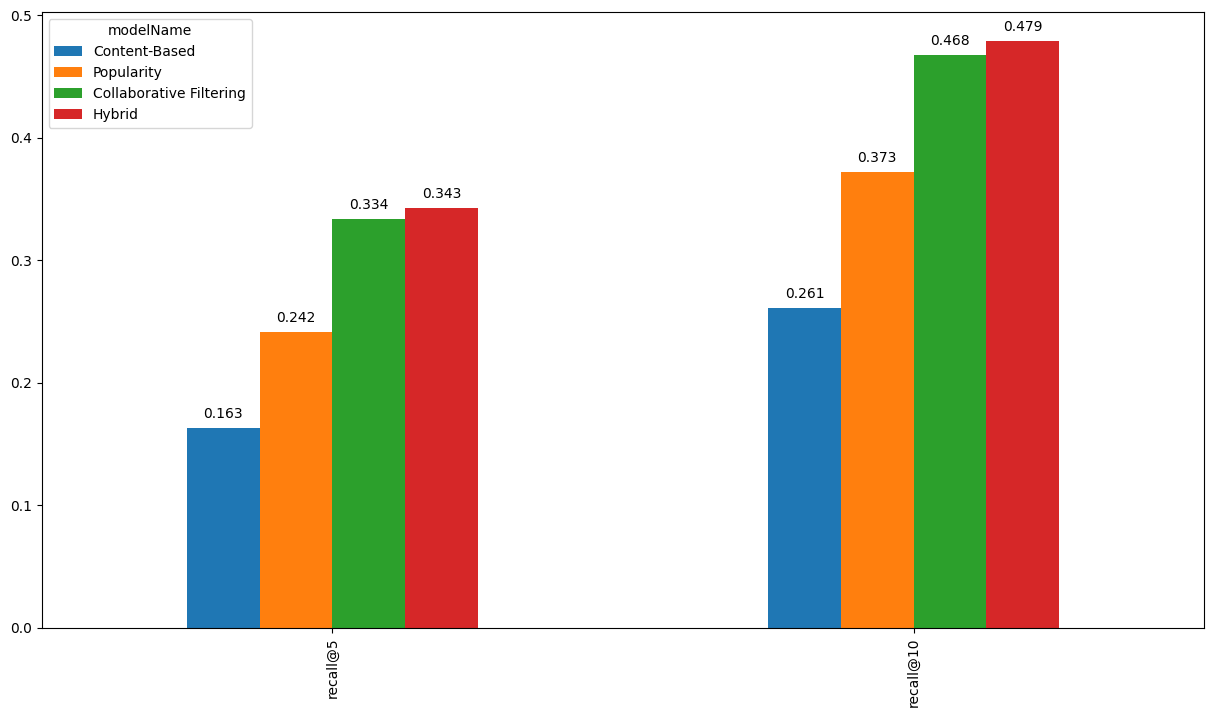 modelName
Content-Based
Popularity
Collaborative Filtering
Hybrid
0.5
0.4
0.3
0.2
0.1
0.0
0.163
0.242
0.334
0.343
0.261
0.373
0.468
0.479
recall@5
recall@10